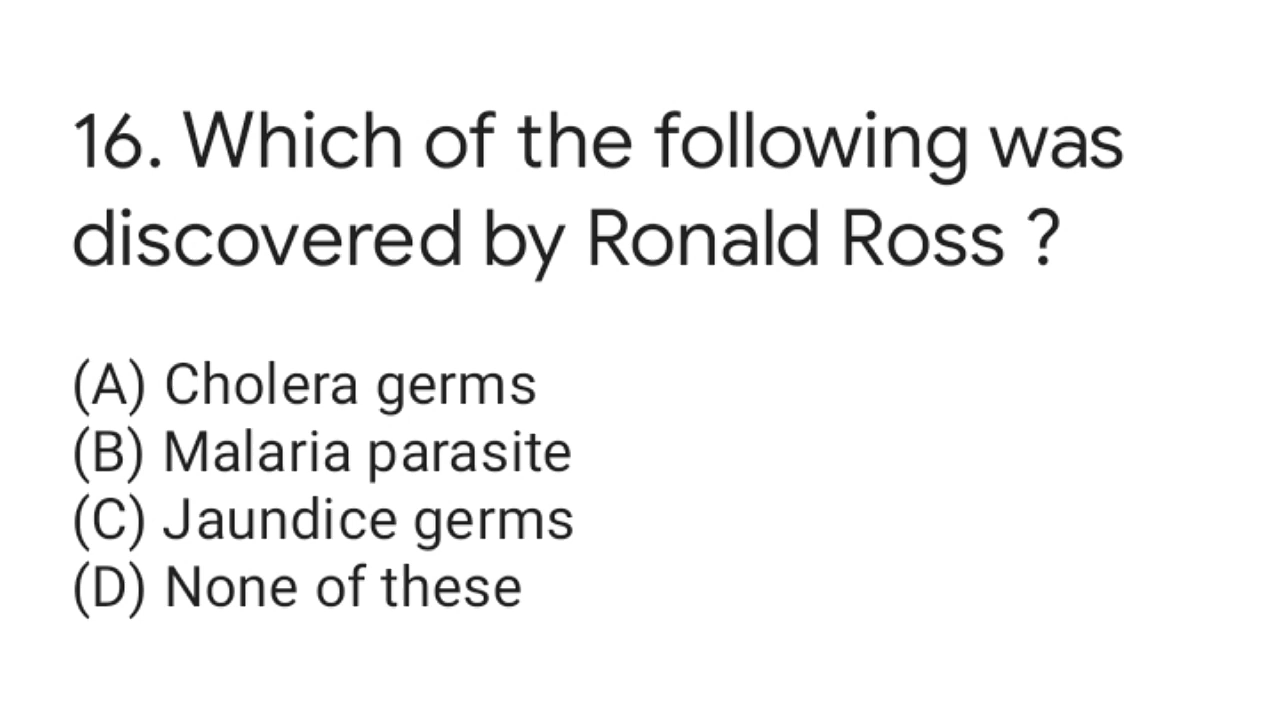 16. Which of the following was
discovered by Ronald Ross ?
(A) Cholera germs
(B) Malaria parasite
(C) Jaundice germs
(D) None of these